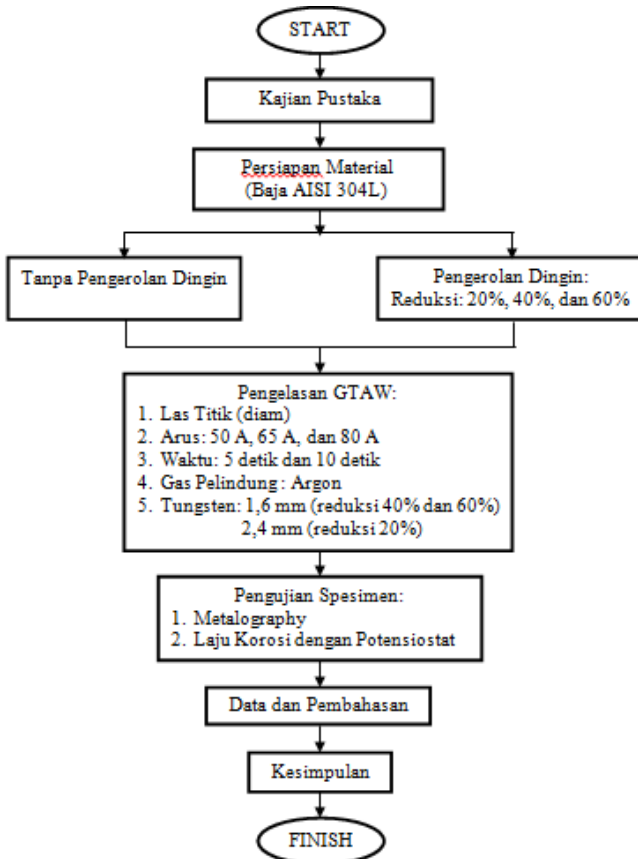 START
Kajian Pustaka
Persiapan Material
(Baja AISI 304L)
Tanpa Pengerolan Dingin
Pengerolan Dingin:
Reduksi: 20%, 40%, dan 60%
Pengelasan GTAW:
1. Las Titik (diam)
2. Arus: 50 A, 65 A, dan 80 A
3. Waktu: 5 detik dan 10 detik
4. Gas Pelindung : Argon
5. Tungsten: 1,6 mm (reduksi 40% dan 60%)
2,4 mm (reduksi 20%)
Pengujian Spesimen:
1. Metalography
2. Laju Korosi dengan Potensiostat
Data dan Pembahasan
Kesimpulan
FINISH